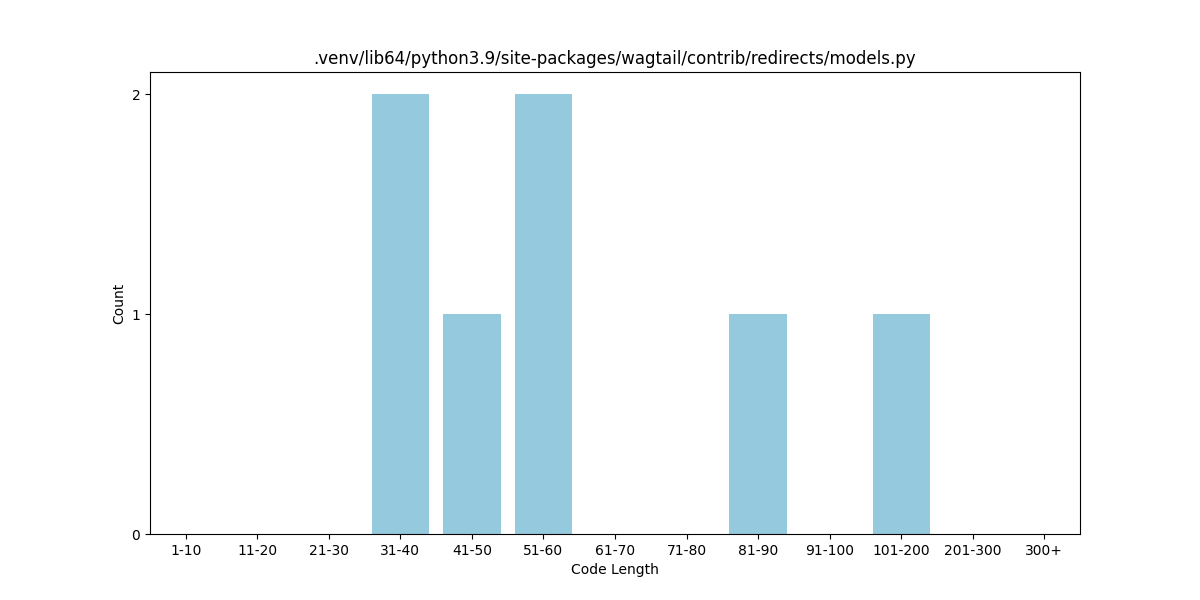 .venv/lib64/python3.9/site-packages/wagtail/contrib/redirects/models.py
2
1
0
Count
1-10 11-20 21-30 31-40 41-50 51-60 61-70 71-80 81-90 91-100 101-200 201-300 300+
Code Length